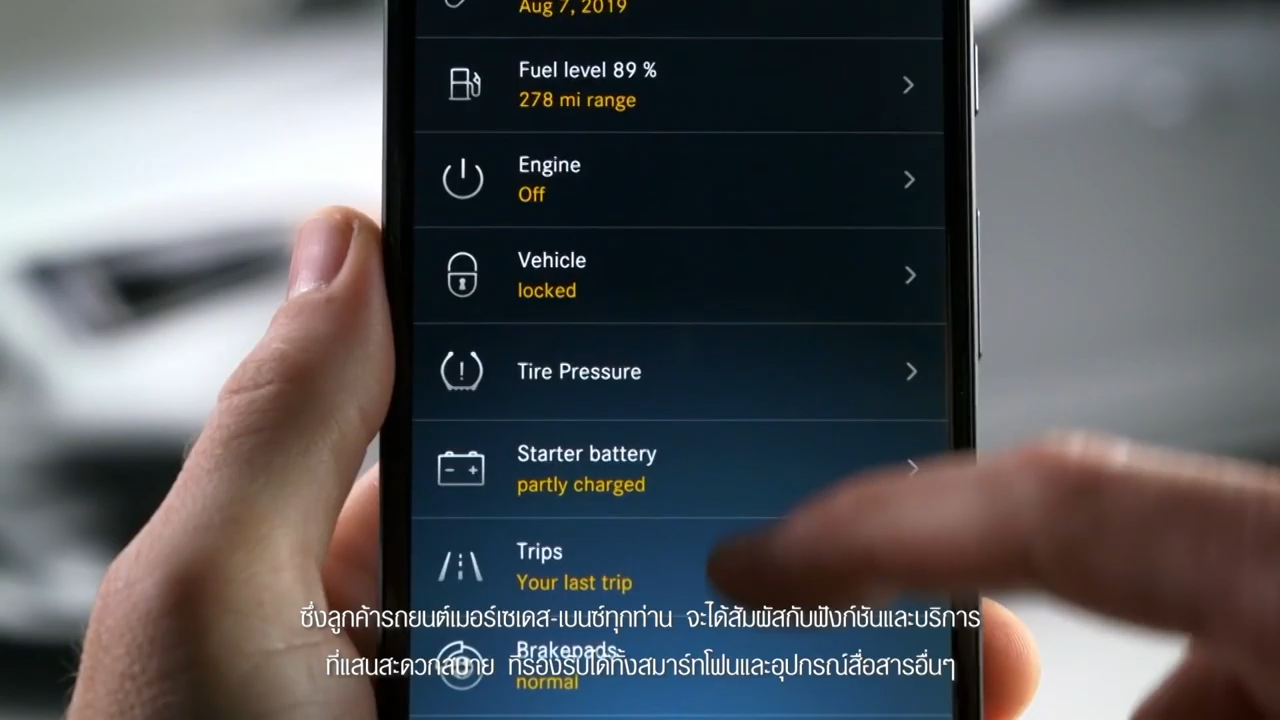 Aug 7, 2019
Fuel level 89 %
278 mi range
Engine
Off
Vehicle
locked
Tire Pressure
Starter battery
partly charged
Trips
Your last trip
ซึ่งลูกค้ารถยนต์เมอร์เซเดส-เบนซ์ทุกท่าน จะได้สัมผัสกับฟังก์ชันและบริการ
Brakepads
ที่แสนสะดวกสบาย ที่รองรับได้ทั้งสมาร์ทโฟนและอุปกรณ์สื่อสารอื่นๆ
normal